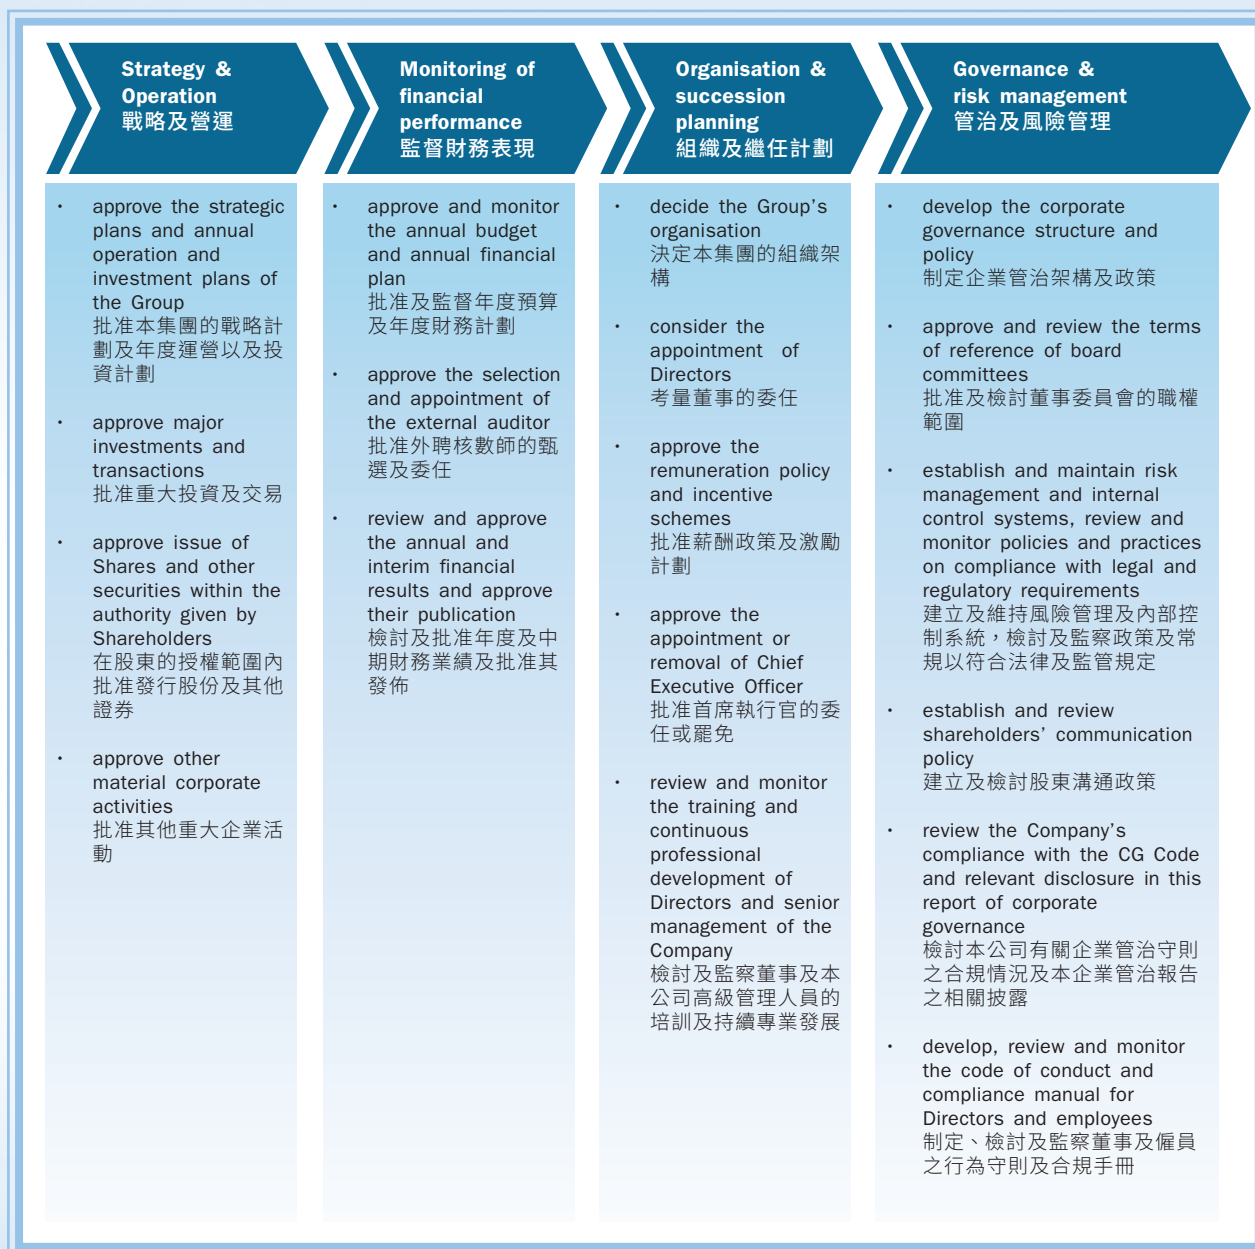 Strategy &
Operation
戰略及營運
· approve the strategic
plans and annual
operation and
investment plans of
the Group
批准本集團的戰略計
劃及年度運營以及投
資計劃
· approve major
investments and
transactions
批准重大投資及交易
· approve issue of
Shares and other
securities within the
authority given by
Shareholders
在股東的授權範圍內
批准發行股份及其他
證券
· approve other
material corporate
activities
批准其他重大企業活
動
Monitoring of
financial
performance
監督財務表現
· approve and monitor
the annual budget
and annual financial
plan
批准及監督年度預算
及年度財務計劃
· approve the selection
and appointment of
the external auditor
批准外聘核數師的甄
選及委任
· review and approve
the annual and
interim financial
results and approve
their publication
檢討及批准年度及中
期財務業績及批准其
發佈
Organisation &
succession
planning
組織及繼任計劃
· decide the Group's
organisation
決定本集團的組織架
構
· consider the
appointment of
Directors
考量董事的委任
· approve the
remuneration policy
and incentive
schemes
批准薪酬政策及激勵
計劃
· approve the
appointment or
removal of Chief
Executive Officer
批准首席執行官的委
任或罷免
· review and monitor
the training and
continuous
professional
development of
Directors and senior
management of the
Company
檢討及監察董事及本
公司高級管理人員的
培訓及持續專業發展
Governance &
risk management
管治及風險管理
· develop the corporate
governance structure and
policy
制定企業管治架構及政策
· approve and review the terms
of reference of board
committees
批准及檢討董事委員會的職權
範圍
· establish and maintain risk
management and internal
control systems, review and
monitor policies and practices
on compliance with legal and
regulatory requirements
建立及維持風險管理及內部控
制系統，檢討及監察政策及常
規以符合法律及監管規定
· establish and review
shareholders' communication
policy
建立及檢討股東溝通政策
· review the Company's
compliance with the CG Code
and relevant disclosure in this
report of corporate
governance
檢討本公司有關企業管治守則
之合規情況及本企業管治報告
之相關披露
· develop, review and monitor
the code of conduct and
compliance manual for
Directors and employees
制定、檢討及監察董事及僱員
之行為守則及合規手冊